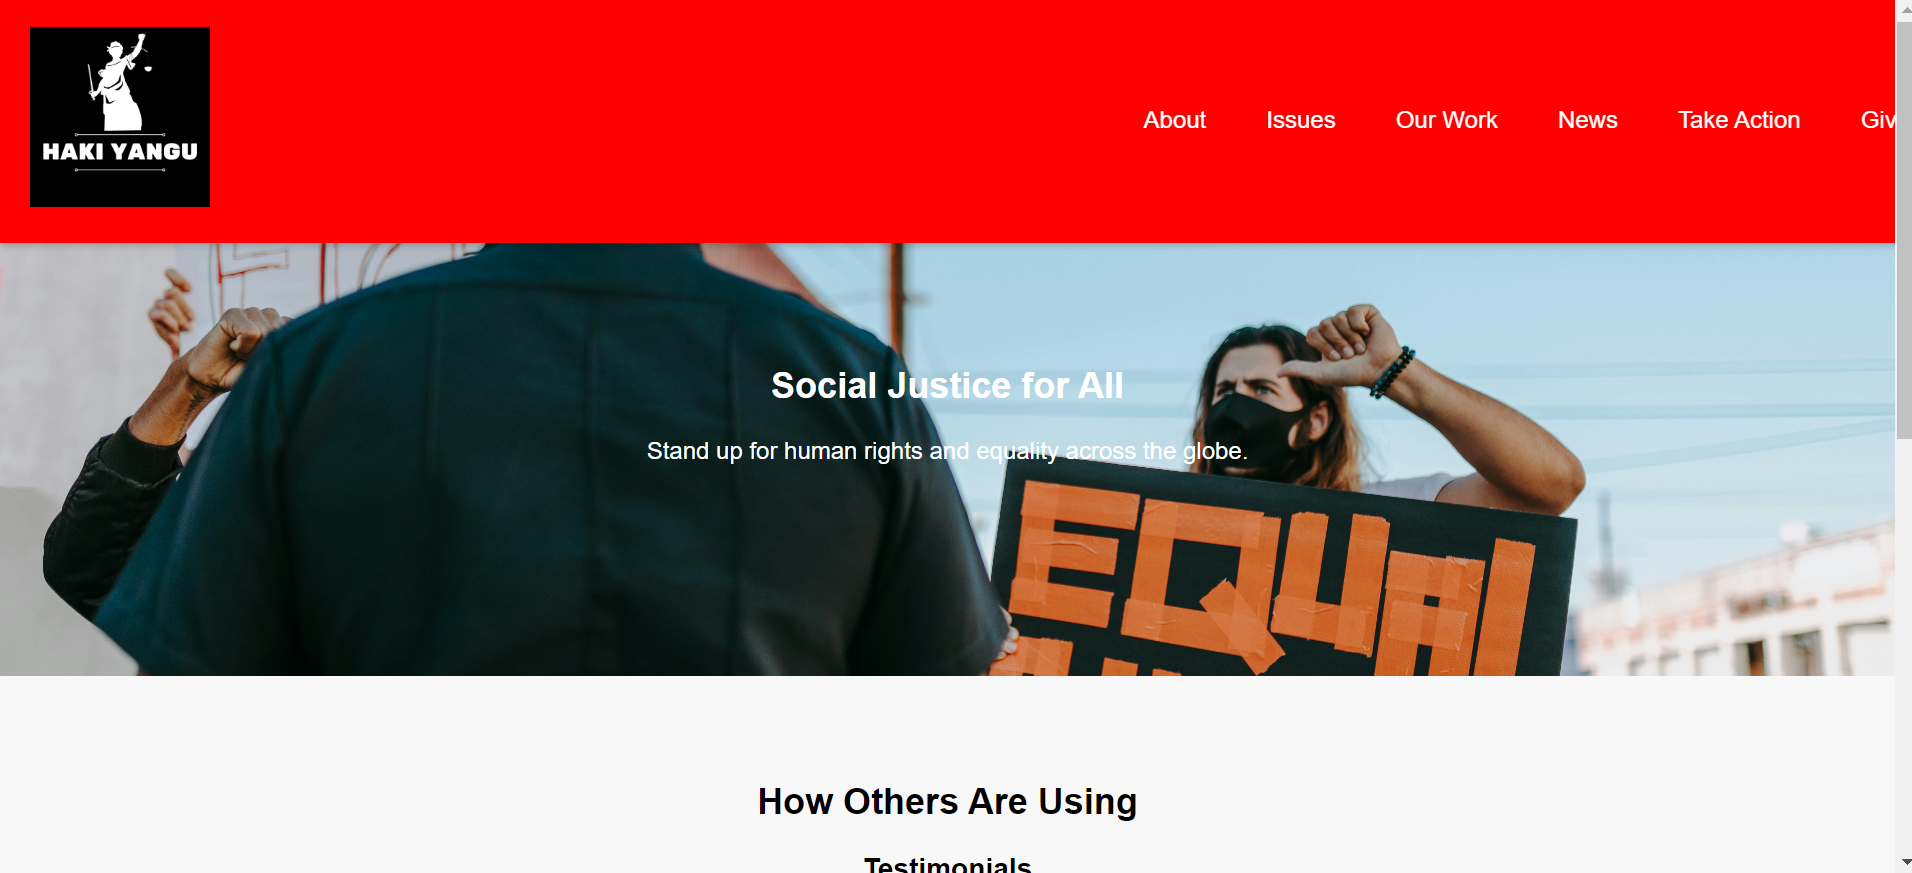 HAKI YANGU
About Issues Our Work News Take Action Giv
Social Justice for All
Stand up for human rights and equality across the globe.
EQUAL
How Others Are Using
Testimonials